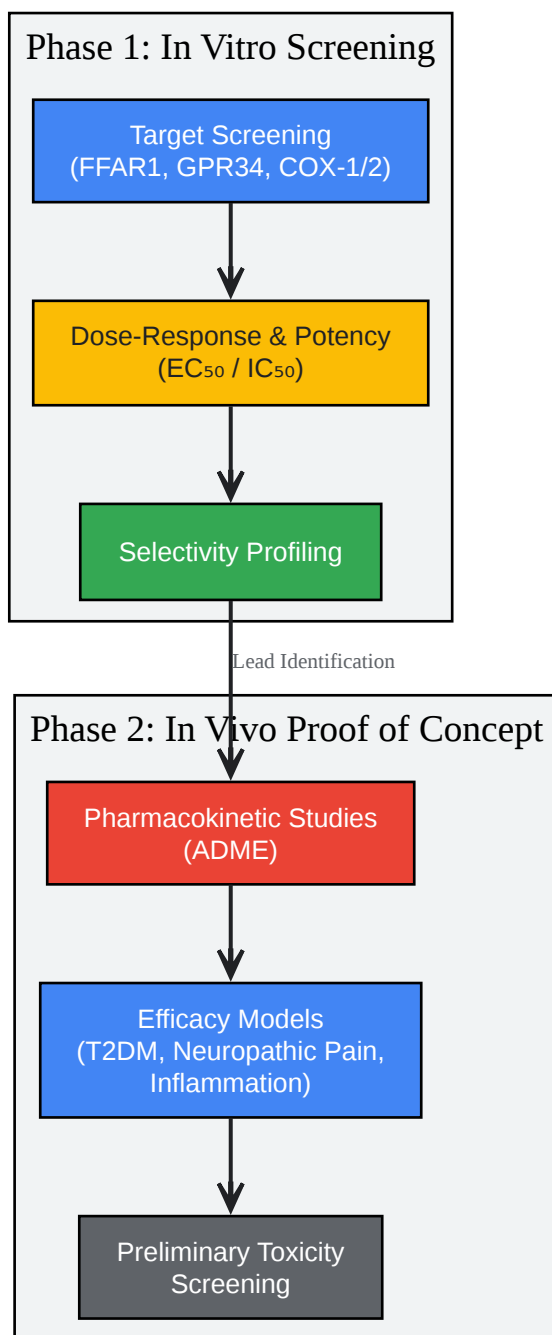 Phase 1: In Vitro Screening
Target Screening
(FFAR1, GPR34, COX-1/2)
Dose-Response & Potency
(EC₅₀ / IC₅₀)
Selectivity Profiling
Lead Identification
Phase 2: In Vivo Proof of Concept
Pharmacokinetic Studies
(ADME)
Efficacy Models
(T2DM, Neuropathic Pain,
Inflammation)
Preliminary Toxicity
Screening